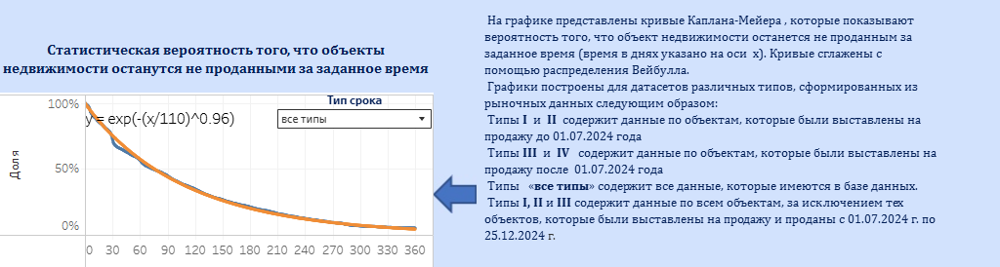 Статистическая вероятность того, что объекты
недвижимости останутся не проданными за заданное время
Тип срока
все типы
y = exp(-(x/110)^0.96)
Доля
100%
50%
0%
0 30 60 90 120 150 180 210 240 270 300 330 360
На графике представлены кривые Каплана-Мейера , которые показывают
вероятность того, что объект недвижимости останется не проданным за
заданное время (время в днях указано на оси х). Кривые сглажены с
помощью распределения Вейбулла.
Графики построены для датасетов различных типов, сформированных из
рыночных данных следующим образом:
Типы I и II содержит данные по объектам, которые были выставлены на
продажу до 01.07.2024 года
Типы III и IV содержит данные по объектам, которые были выставлены на
продажу после 01.07.2024 года
Типы «все типы» содержит все данные, которые имеются в базе данных.
Типы I, II и III содержит данные по всем объектам, за исключением тех
объектов, которые были выставлены на продажу и проданы с 01.07.2024 г. по
25.12.2024 г.